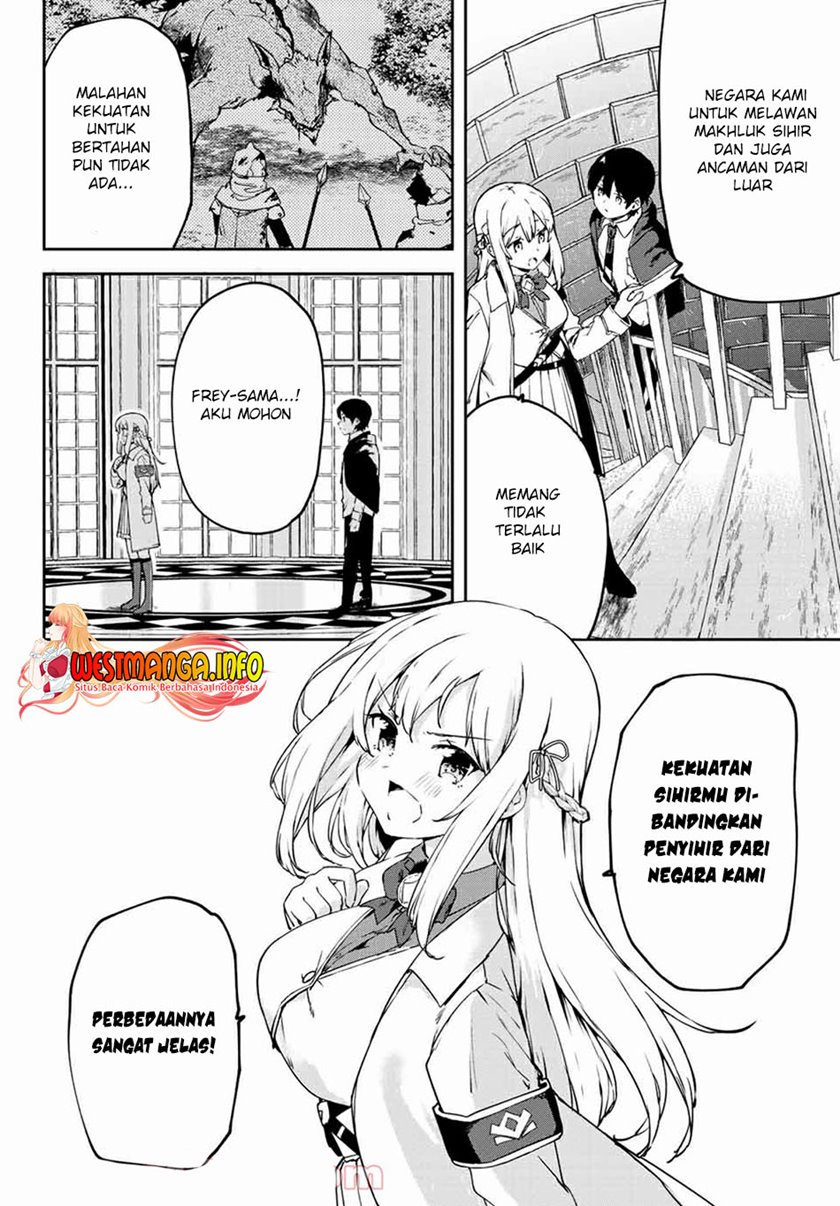 NEGARA KAMI
UNTUK MELAWAN
MAKHLUK SIHIR
DAN JUGA
ANCAMAN DARI
LUAR
MEMANG
TIDAK
TERLALU
BAIK
MALAHAN
KEKUATAN
UNTUK
BERTAHAN
PUN TIDAK
ADA...
FREY-SAMA...!
AKU MOHON
WESTMANGA.INFO
Situs Baca Komik Berbahasa Indonesia
KEKUATAN
SIHIRMU DI-
BANDINGKAN
PENYIHIR DARI
NEGARA KAMI
PERBEDAANNYA
SANGAT JELAS!
m